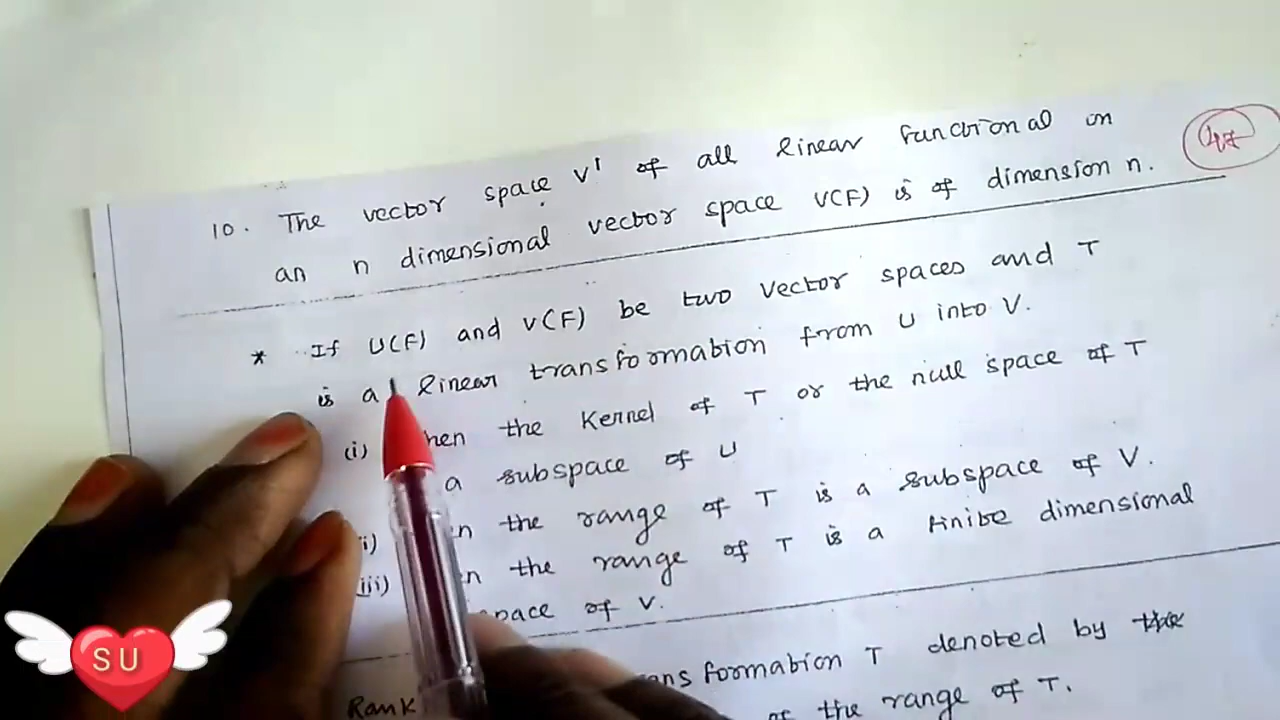 10. The vector space V' of all linear functional on
an n dimensional vector space V(F) is of dimension n.
* If U(F) and V(F) be two vector spaces and T
is a linear transformation from U into V.
(i) hen the Kernel of T or the null space of T
a subspace of U
i) n the range of T is a subspace of V.
(iii) n the range of T is a finite dimensional
pace of V.
ans formation T denoted by the
Rank of the range of T.
SU